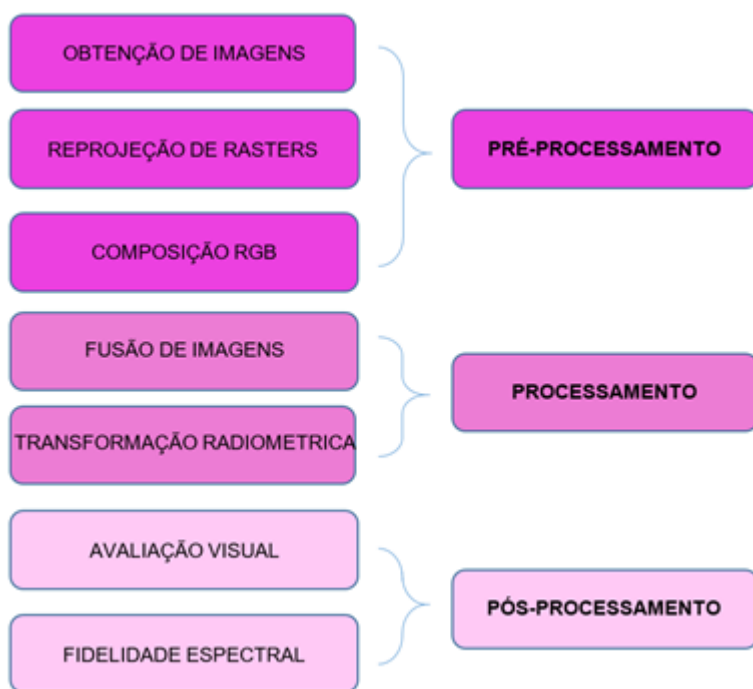 OBTENÇÃO DE IMAGENS
REPROJEÇÃO DE RASTERS
PRÉ-PROCESSAMENTO
COMPOSIÇÃO RGB
FUSÃO DE IMAGENS
PROCESSAMENTO
TRANSFORMAÇÃO RADIOMETRICA
AVALIAÇÃO VISUAL
PÓS-PROCESSAMENTO
FIDELIDADE ESPECTRAL